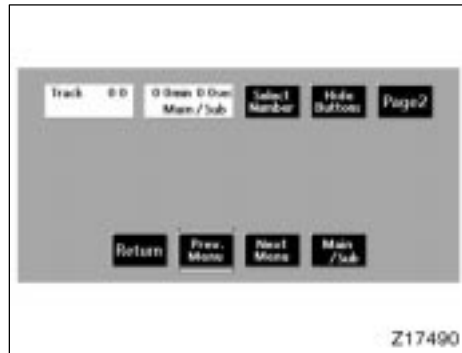 Track 0 0
0 0min 0 0sec
Main / Sub
Select
Number
Hide
Buttons
Page2
Return
Prev.
Menu
Next
Menu
Main
/Sub
Z17490